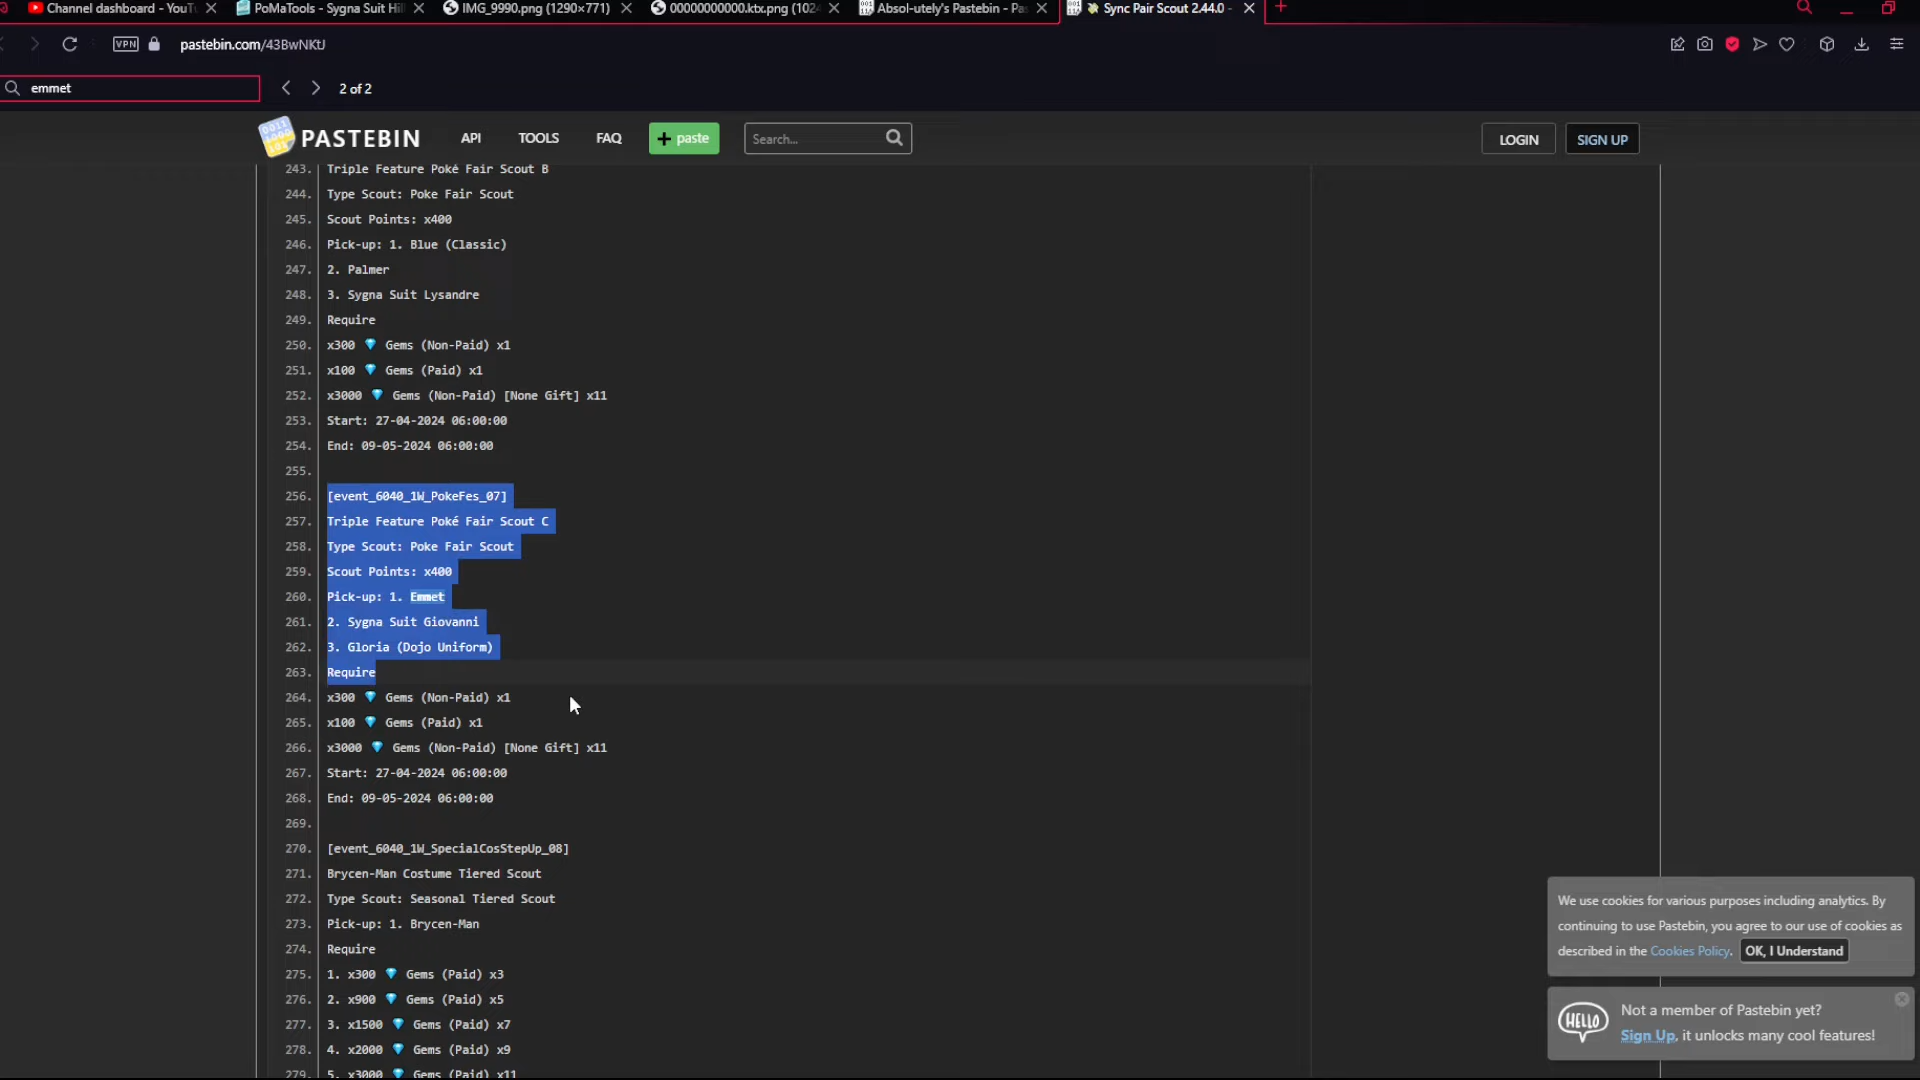 Channel dashboard - YouT
PoMaTools - Sygna Suit Hil
IMG_9990.png (1290×771)
00000000000.ktx.png (102
Absol-utely's Pastebin - Pa
Sync Pair Scout 2.44.0 -
VPN
pastebin.com/43BwNKtJ
emmet
2 of 2
PASTEBIN
API
TOOLS
FAQ
+ paste
Search...
LOGIN
SIGN UP
243. Triple Feature Poké Fair Scout B
244. Type Scout: Poke Fair Scout
245. Scout Points: x400
246. Pick-up: 1. Blue (Classic)
247. 2. Palmer
248. 3. Sygna Suit Lysandre
249. Require
250. x300 💎 Gems (Non-Paid) x1
251. x100 💎 Gems (Paid) x1
252. x3000 💎 Gems (Non-Paid) [None Gift] x11
253. Start: 27-04-2024 06:00:00
254. End: 09-05-2024 06:00:00
255.
256. [event_6040_1W_PokeFes_07]
257. Triple Feature Poké Fair Scout C
258. Type Scout: Poke Fair Scout
259. Scout Points: x400
260. Pick-up: 1. Emmet
261. 2. Sygna Suit Giovanni
262. 3. Gloria (Dojo Uniform)
263. Require
264. x300 💎 Gems (Non-Paid) x1
265. x100 💎 Gems (Paid) x1
266. x3000 💎 Gems (Non-Paid) [None Gift] x11
267. Start: 27-04-2024 06:00:00
268. End: 09-05-2024 06:00:00
269.
270. [event_6040_1W_SpecialCosStepUp_08]
271. Brycen-Man Costume Tiered Scout
272. Type Scout: Seasonal Tiered Scout
273. Pick-up: 1. Brycen-Man
274. Require
275. 1. x300 💎 Gems (Paid) x3
276. 2. x900 💎 Gems (Paid) x5
277. 3. x1500 💎 Gems (Paid) x7
278. 4. x2000 💎 Gems (Paid) x9
279. 5. x3000 💎 Gems (Paid) x11
We use cookies for various purposes including analytics. By
continuing to use Pastebin, you agree to our use of cookies as
described in the Cookies Policy. OK, I Understand
HELLO
Not a member of Pastebin yet?
Sign Up, it unlocks many cool features!